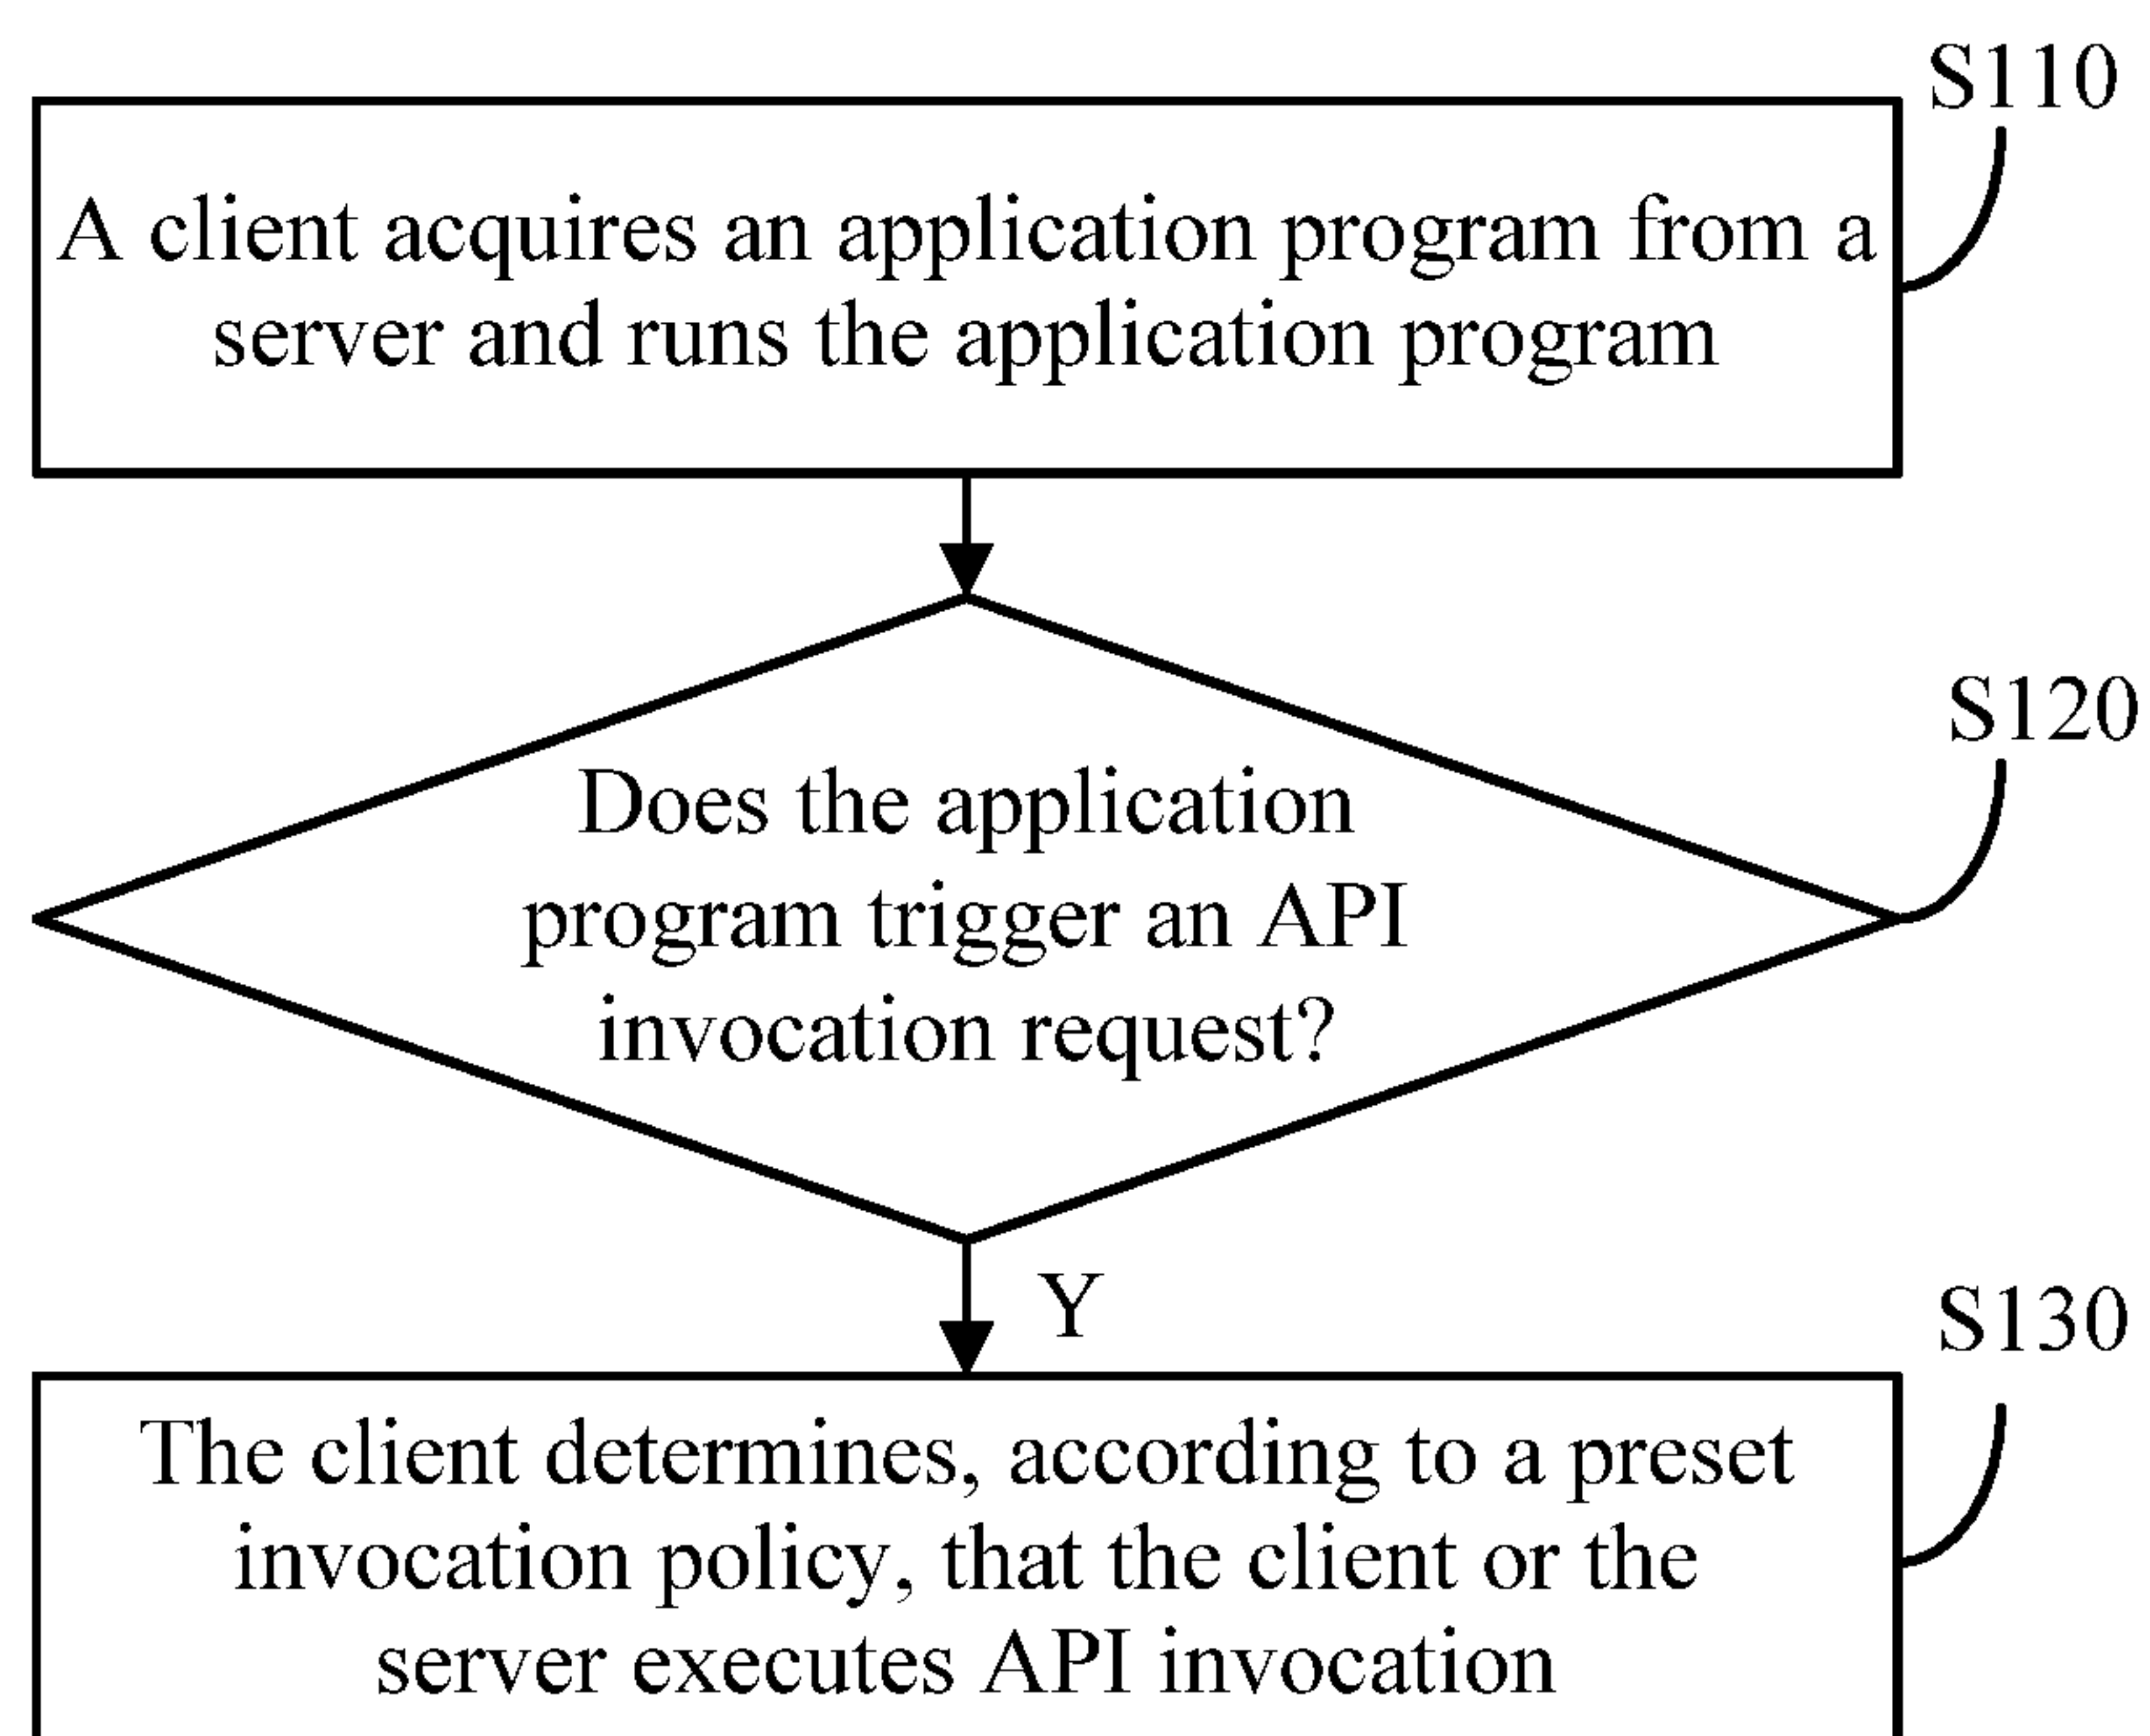 S110
A client acquires an application program from a
server and runs the application program
S120
Does the application
program trigger an API
invocation request?
Y
S130
The client determines, according to a preset
invocation policy, that the client or the
server executes API invocation